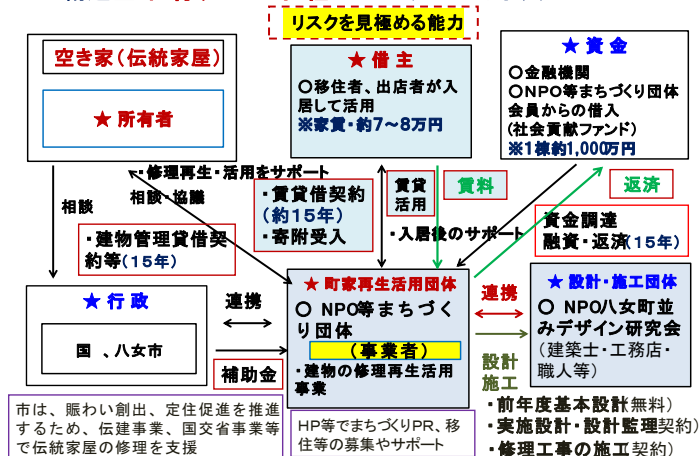 リスクを見極める能力
空き家（伝統家屋）
★ 所有者
★ 借主
〇移住者、出店者が入
居して活用
※家賃・約7～8万円
★ 資金
〇金融機関
〇NPO等まちづくり団体
会員からの借入
(社会貢献ファンド)
※1棟約1,000万円
・修理再生・活用をサポート
相談・協議
相談
・賃貸借契約
（約15年）
・寄附受入
賃貸
活用
賃料
返済
・入居後のサポート
資金調達
融資・返済(15年)
・建物管理貸借契
約等(15年)
★ 行政
国 、八女市
連携
補助金
★ 町家再生活用団体
〇 NPO等まちづく
り団体
（事業者）
・建物の修理再生活用
事業
連携
★ 設計・施工団体
〇 NPO八女町並
みデザイン研究会
(建築士・工務店・
職人等)
設計
施工
・前年度基本設計(無料)
・実施設計・設計監理(契約)
・修理工事の施工(契約)
市は、賑わい創出、定住促進を推進
するため、伝建事業、国交省事業等
で伝統家屋の修理を支援
HP等でまちづくりPR、移
住等の募集やサポート